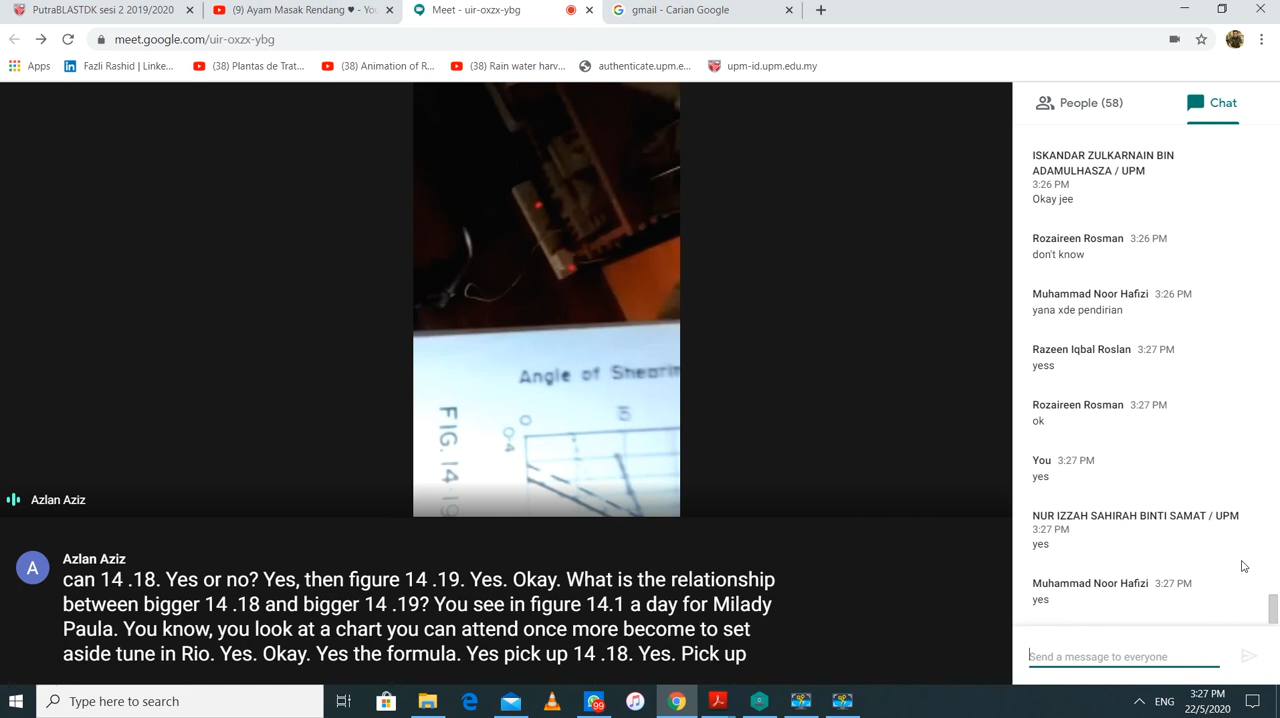 PutraBLASTDK sesi 2 2019/2020
(9) Ayam Masak Rendang ♥ - Yo
Meet - uir-oxzx-ybg
gmail - Carian Google
meet.google.com/uir-oxzx-ybg
Apps
Fazli Rashid | Linke...
(38) Plantas de Trat...
(38) Animation of R...
(38) Rain water harv...
authenticate.upm.e...
upm-id.upm.edu.my
People (58)
Chat
ISKANDAR ZULKARNAIN BIN
ADAMULHASZA / UPM
3:26 PM
Okay jee
Rozaireen Rosman 3:26 PM
don't know
Muhammad Noor Hafizi 3:26 PM
yana xde pendirian
Razeen Iqbal Roslan 3:27 PM
yess
Rozaireen Rosman 3:27 PM
ok
You 3:27 PM
yes
NUR IZZAH SAHIRAH BINTI SAMAT / UPM
3:27 PM
yes
Muhammad Noor Hafizi 3:27 PM
yes
Send a message to everyone
Angle of Shearin
0
0.4
FIG. 14.19
Azlan Aziz
A
Azlan Aziz
can 14 .18. Yes or no? Yes, then figure 14 .19. Yes. Okay. What is the relationship
between bigger 14 .18 and bigger 14 .19? You see in figure 14.1 a day for Milady
Paula. You know, you look at a chart you can attend once more become to set
aside tune in Rio. Yes. Okay. Yes the formula. Yes pick up 14 .18. Yes. Pick up
Type here to search
99
ENG
3:27 PM
22/5/2020